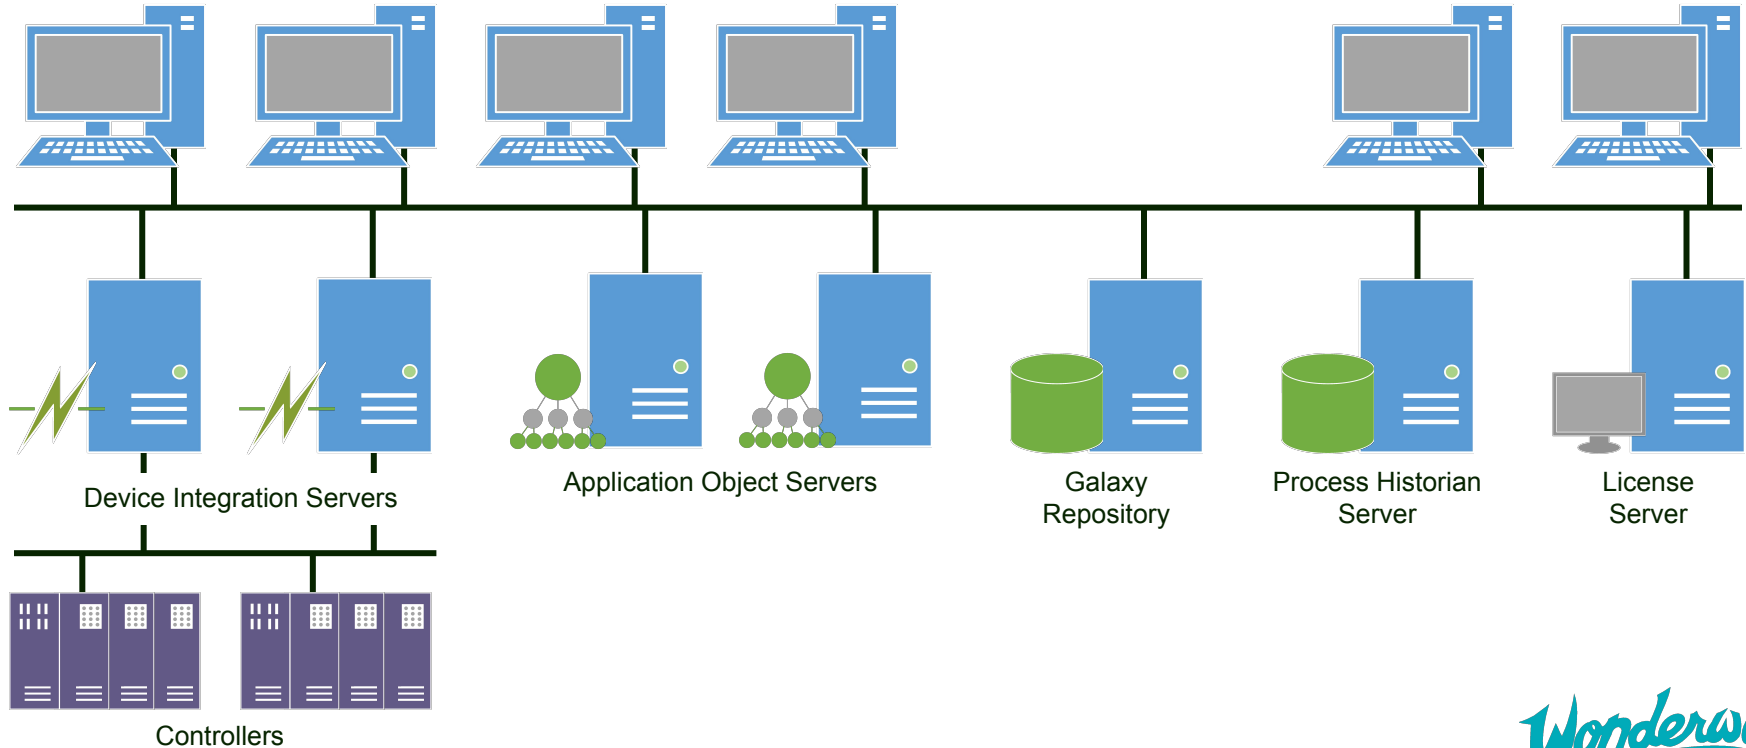 Device Integration Servers
Application Object Servers
Galaxy
Repository
Process Historian
Server
License
Server
Controllers